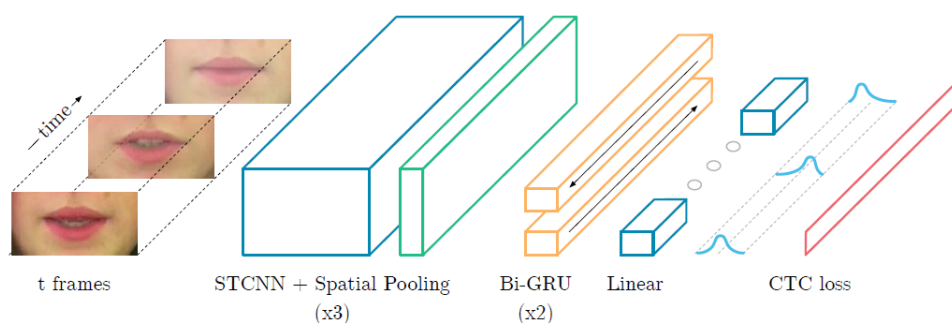 time
t frames
STCNN + Spatial Pooling
(x3)
Bi-GRU
(x2)
Linear
CTC loss